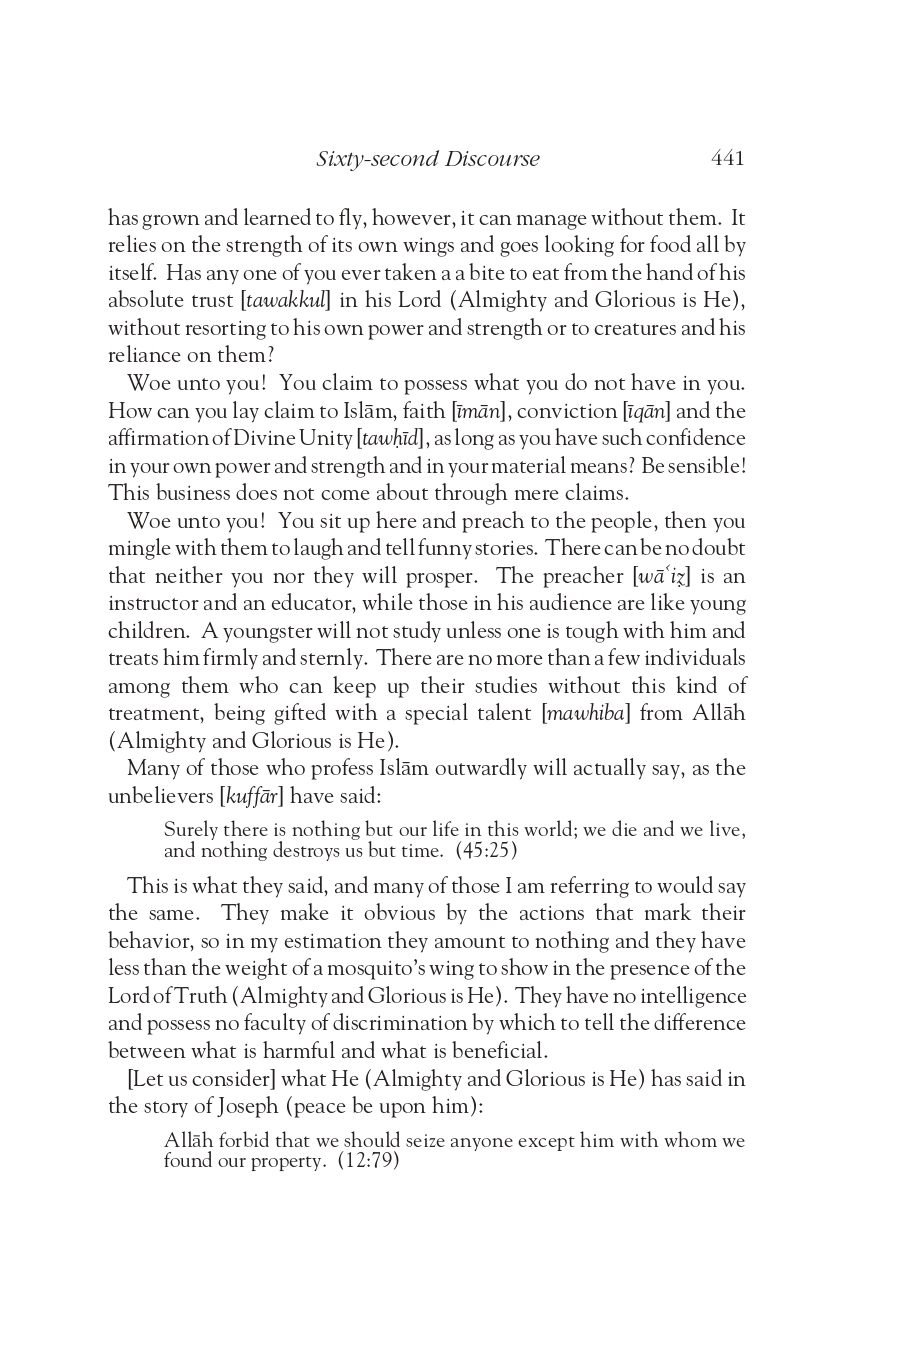 Sixty-second Discourse 441
has grown and learned to fly, however, it can manage without them. It
relies on the strength of its own wings and goes looking for food all by
itself. Has any one of you ever taken a a bite to eat from the hand of his
absolute trust [tawakkul] in his Lord (Almighty and Glorious is He),
without resorting to his own power and strength or to creatures and his
reliance on them?
Woe unto you! You claim to possess what you do not have in you.
How can you lay claim to Islām, faith [īmān], conviction [īqān] and the
affirmation of Divine Unity [tawḥīd], as long as you have such confidence
in your own power and strength and in your material means? Be sensible!
This business does not come about through mere claims.
Woe unto you! You sit up here and preach to the people, then you
mingle with them to laugh and tell funny stories. There can be no doubt
that neither you nor they will prosper. The preacher [wāʿiẓ] is an
instructor and an educator, while those in his audience are like young
children. A youngster will not study unless one is tough with him and
treats him firmly and sternly. There are no more than a few individuals
among them who can keep up their studies without this kind of
treatment, being gifted with a special talent [mawhiba] from Allāh
(Almighty and Glorious is He).
Many of those who profess Islām outwardly will actually say, as the
unbelievers [kuffār] have said:
Surely there is nothing but our life in this world; we die and we live,
and nothing destroys us but time. (45:25)
This is what they said, and many of those I am referring to would say
the same. They make it obvious by the actions that mark their
behavior, so in my estimation they amount to nothing and they have
less than the weight of a mosquito’s wing to show in the presence of the
Lord of Truth (Almighty and Glorious is He). They have no intelligence
and possess no faculty of discrimination by which to tell the difference
between what is harmful and what is beneficial.
[Let us consider] what He (Almighty and Glorious is He) has said in
the story of Joseph (peace be upon him):
Allāh forbid that we should seize anyone except him with whom we
found our property. (12:79)